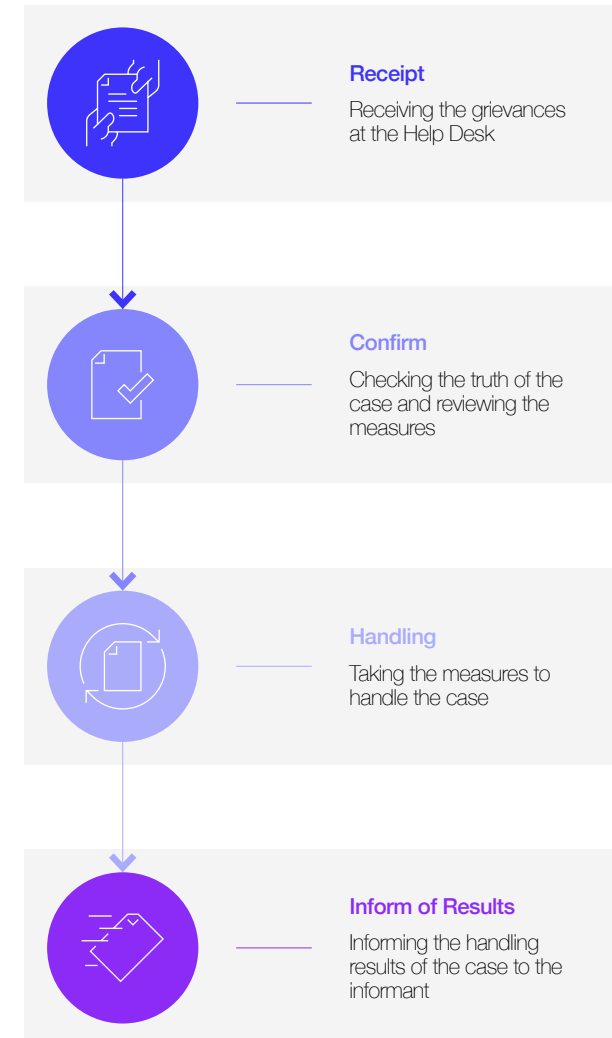 Receipt
Receiving the grievances
at the Help Desk
Confirm
Checking the truth of the
case and reviewing the
measures
Handling
Taking the measures to
handle the case
Inform of Results
Informing the handling
results of the case to the
informant